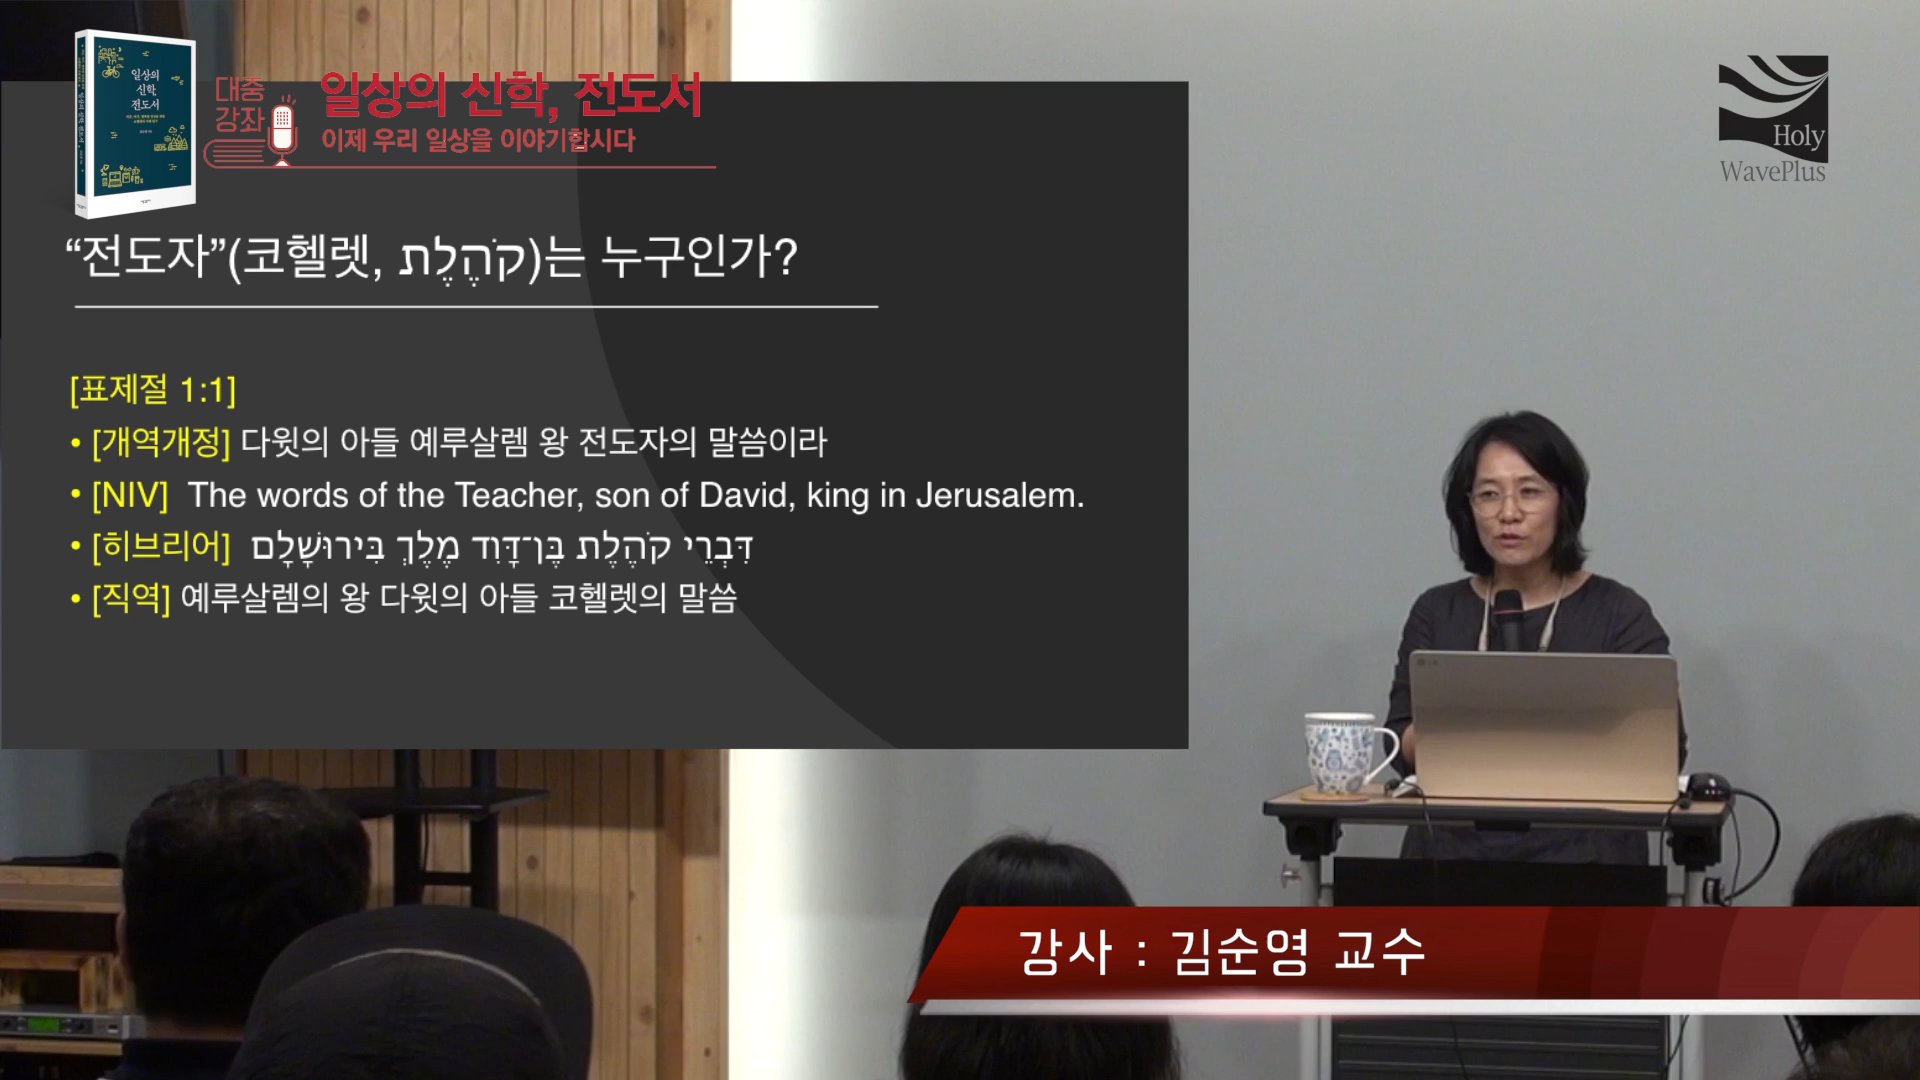 일상의
신학,
전도서
대중
강좌
일상의 신학, 전도서
이제 우리 일상을 이야기합시다
Holy
WavePlus
“전도자”(코헬렛, קֹהֶלֶת)는 누구인가?
[표제절 1:1]
• [개역개정] 다윗의 아들 예루살렘 왕 전도자의 말씀이라
• [NIV] The words of the Teacher, son of David, king in Jerusalem.
• [히브리어] דִּבְרֵי קֹהֶלֶת בֶּן־דָּוִד מֶלֶךְ בִּירוּשָׁלָ͏ִם
• [직역] 예루살렘의 왕 다윗의 아들 코헬렛의 말씀
강사 : 김순영 교수